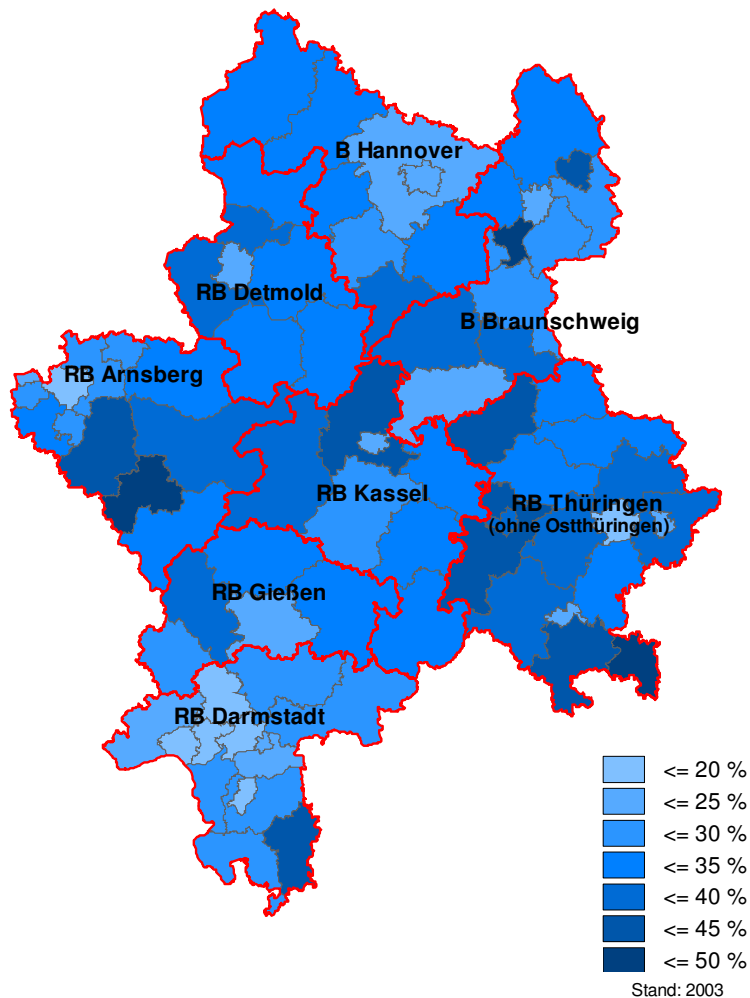 B Hannover
RB Detmold
B Braunschweig
RB Arnsberg
RB Kassel
RB Thüringen
(ohne Ostthüringen)
RB Gießen
RB Darmstadt
<= 20 %
<= 25 %
<= 30 %
<= 35 %
<= 40 %
<= 45 %
<= 50 %
Stand: 2003